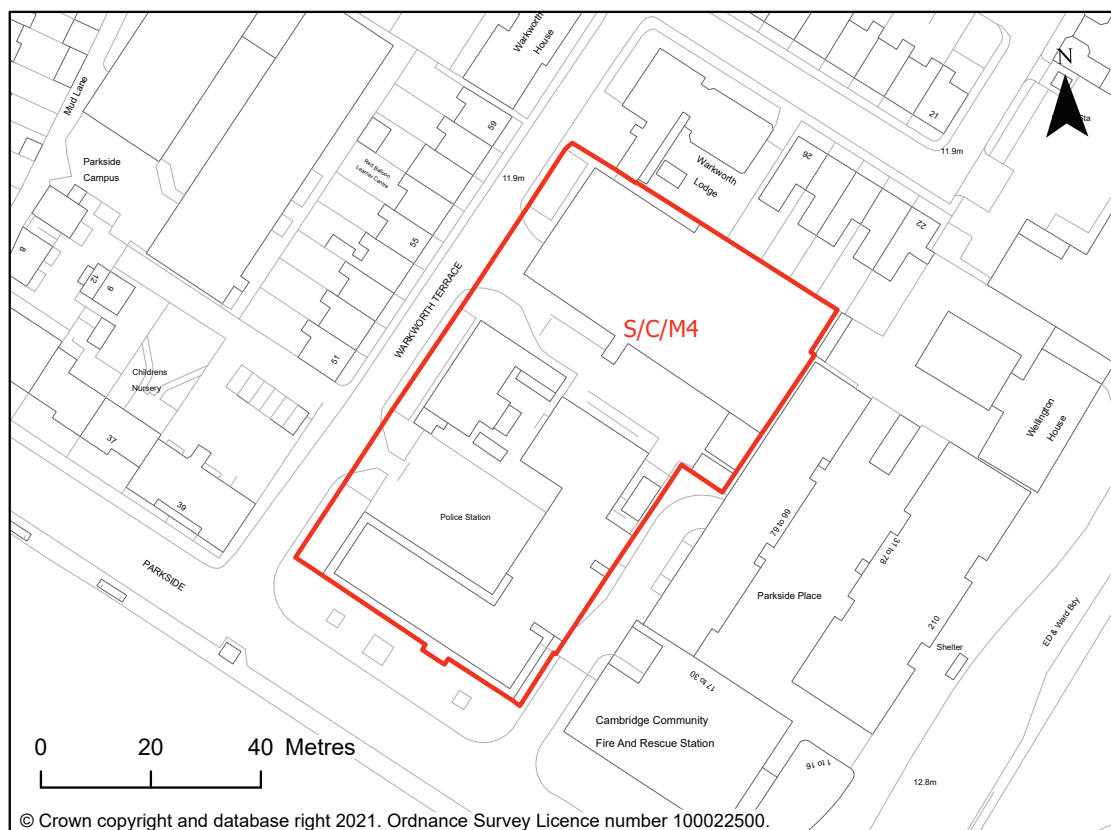 Mud Lane
Warkworth
House
N
Sta
21
11.9m
59
Parkside
Campus
Red Balloon
Learner Centre
11.9m
Warkworth
Lodge
26
22
55
8
12
9
WARKWORTH TERRACE
S/C/M4
51
Childrens
Nursery
Wellington
House
37
39
Police Station
79 to 99
31 to 78
PARKSIDE
Parkside Place
210
ED & Ward Bdy
Shelter
17 to 30
Cambridge Community
Fire And Rescue Station
1 to 16
12.8m
0 20 40 Metres
© Crown copyright and database right 2021. Ordnance Survey Licence number 100022500.